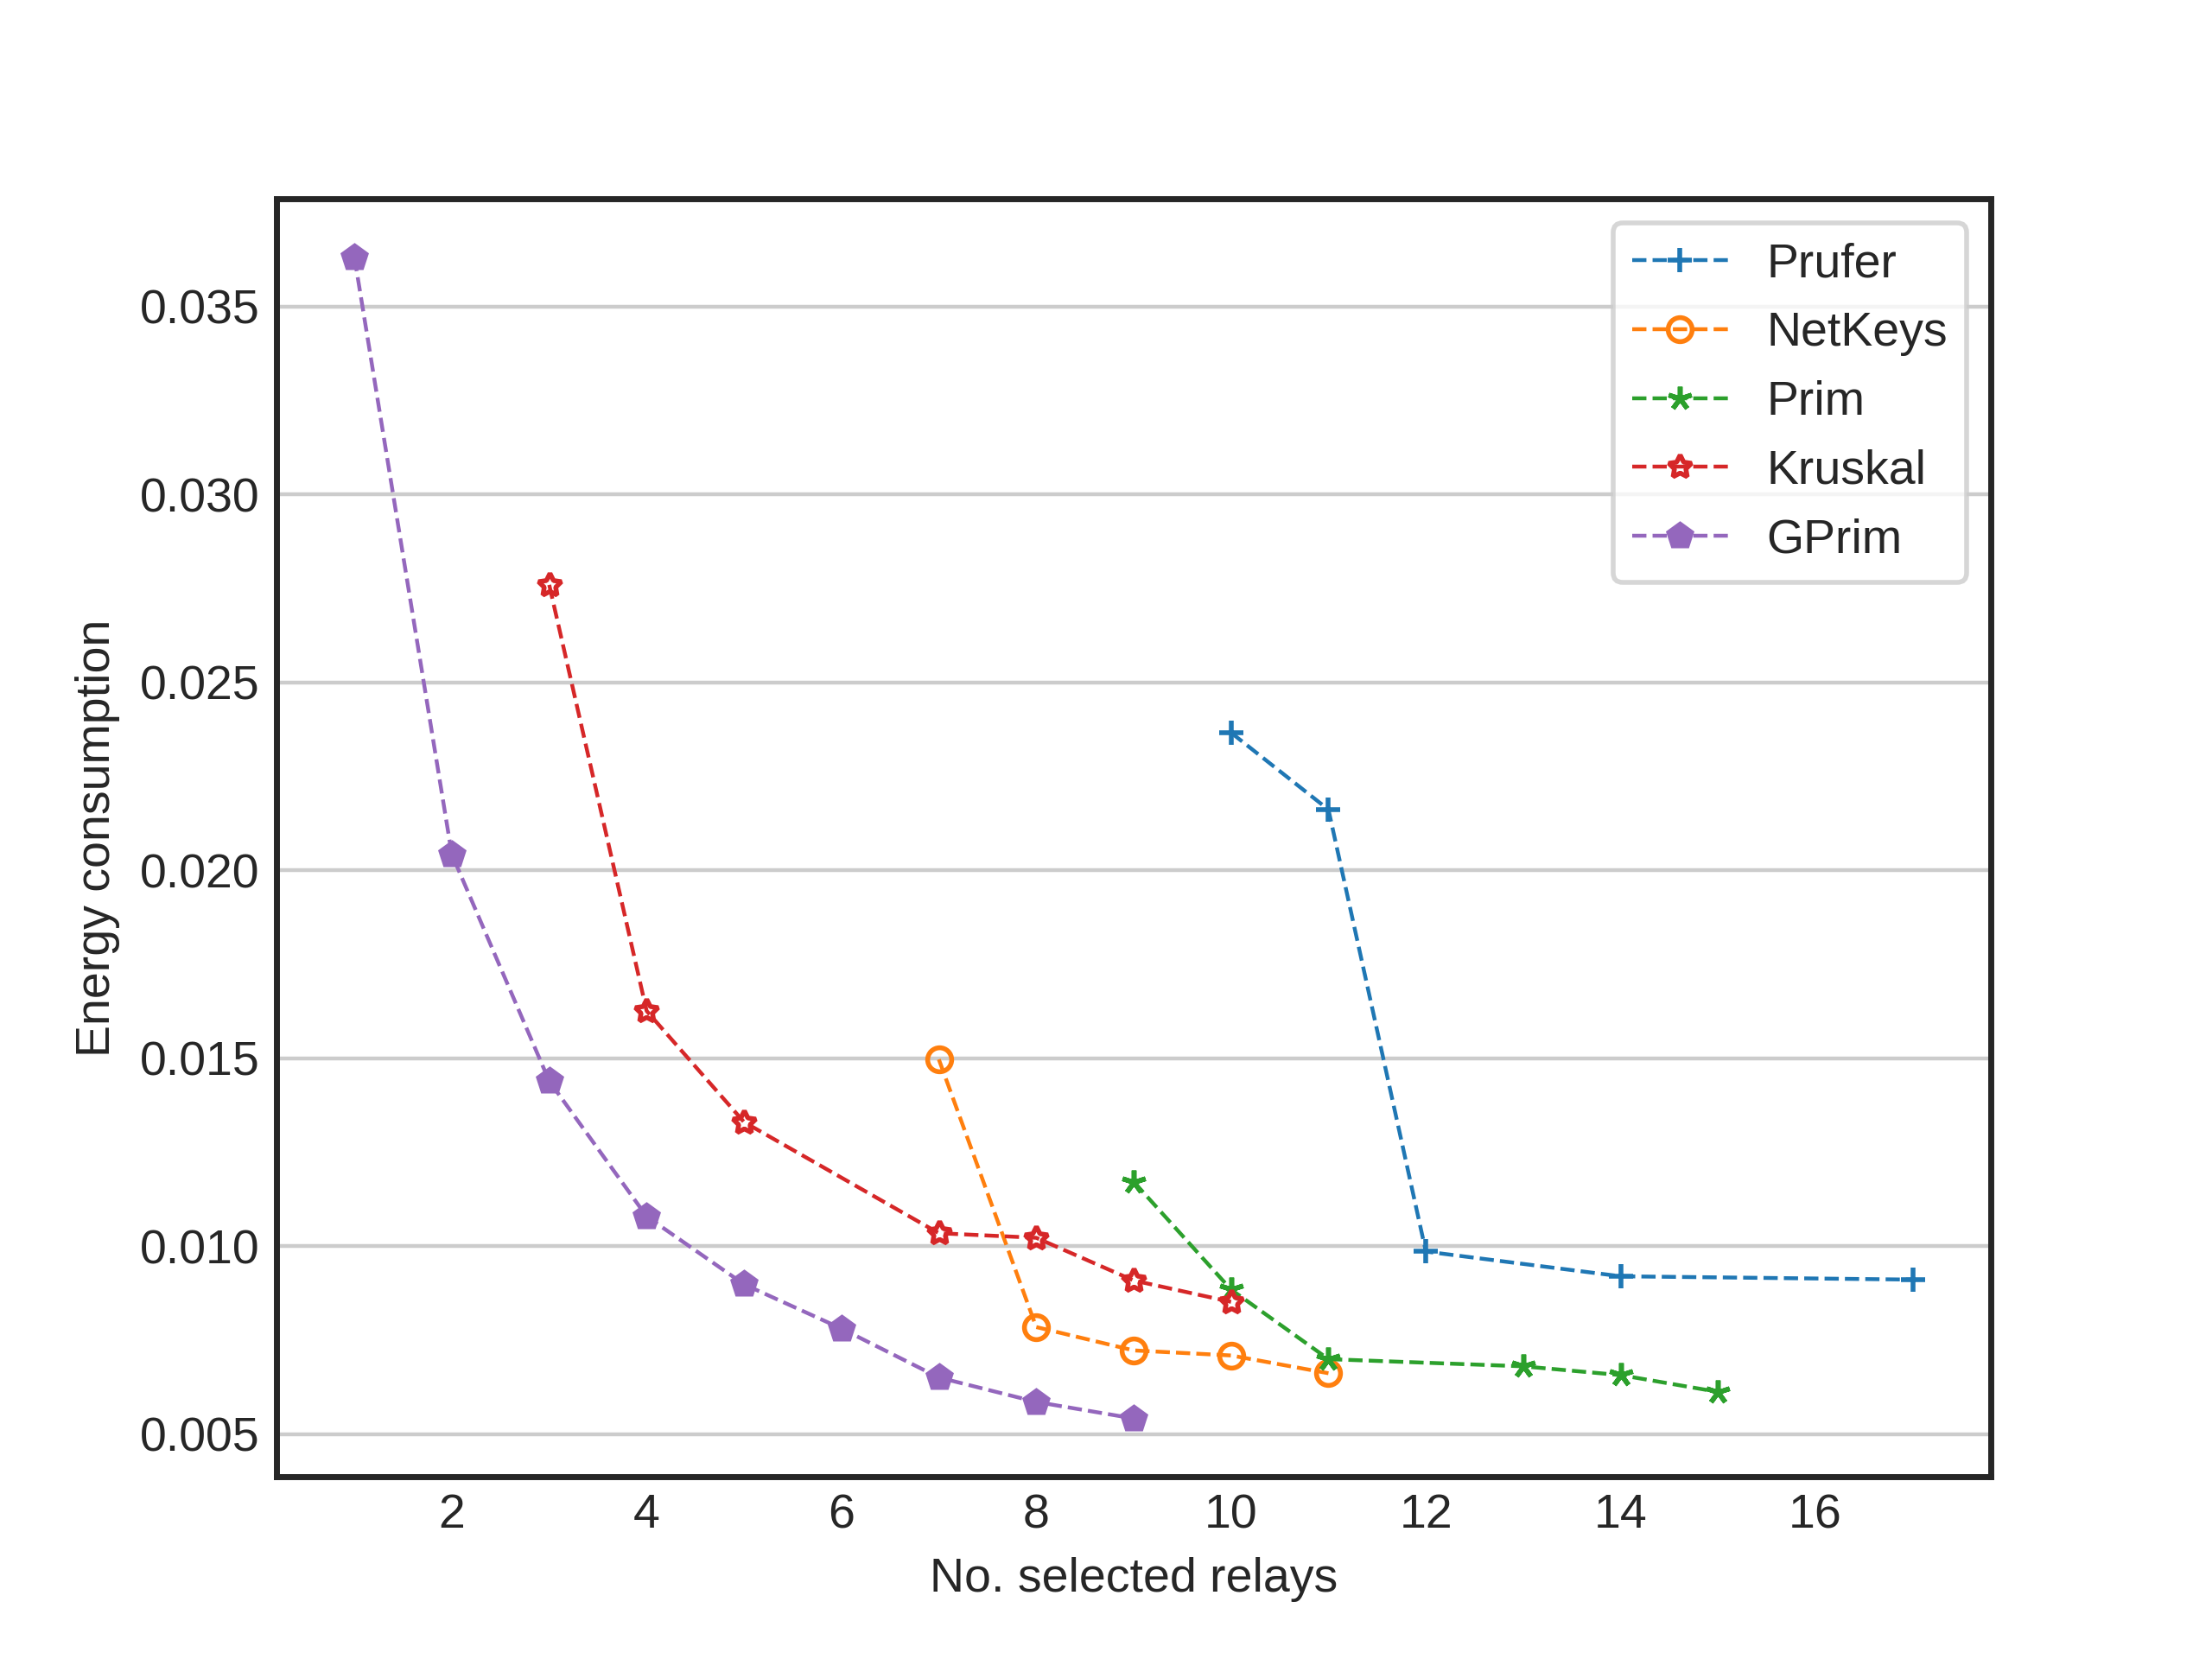 Prufer
NetKeys
Prim
Kruskal
GPrim
0.035
0.030
0.025
0.020
0.015
0.010
0.005
Energy consumption
2 4 6 8 10 12 14 16
No. selected relays